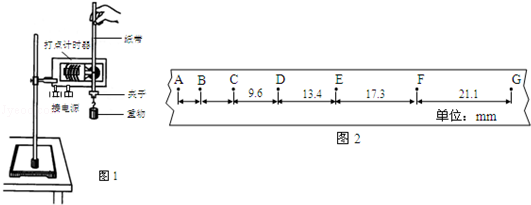 打点计时器
纸带
接电源
夹子
重物
图1
A B C D E F G
9.6 13.4 17.3 21.1
单位：mm
图2